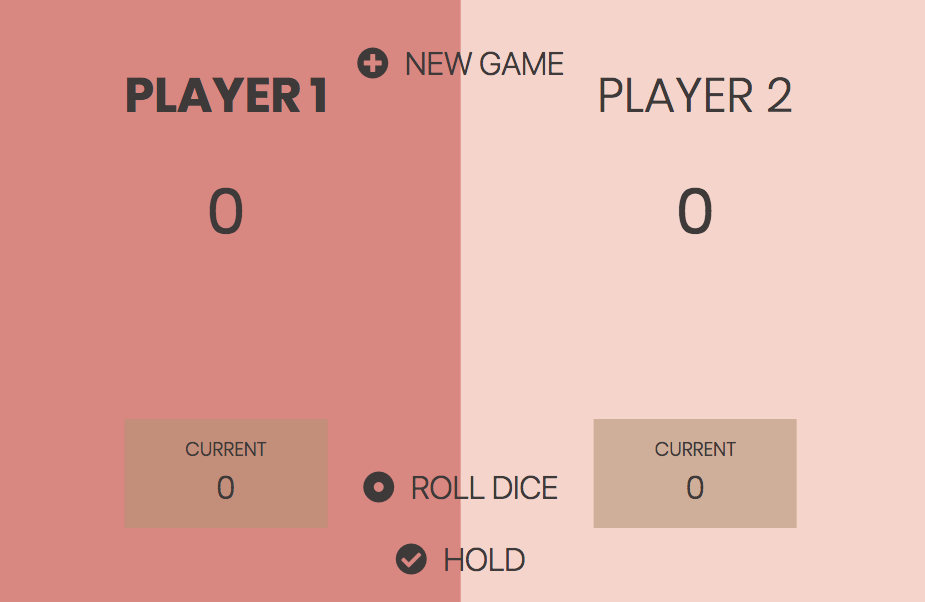 NEW GAME
PLAYER 1
PLAYER 2
0
0
CURRENT
0
CURRENT
0
ROLL DICE
HOLD